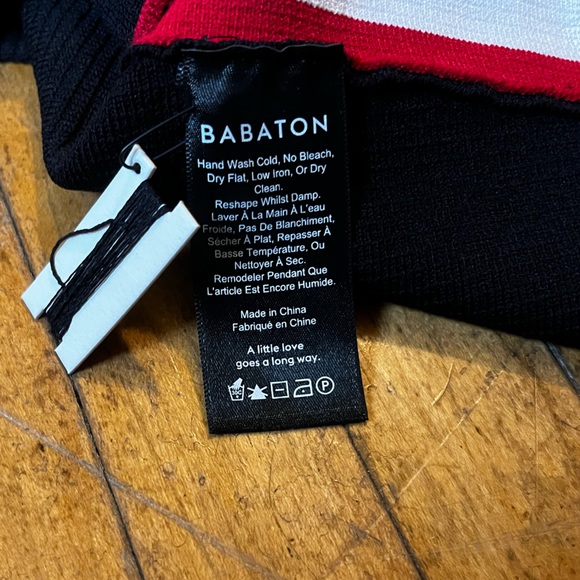 BABATON
Hand Wash Cold, No Bleach,
Dry Flat, Low Iron, Or Dry
Clean.
Reshape Whilst Damp.
Laver À La Main À L'eau
Froide, Pas De Blanchiment,
Sécher À Plat, Repasser À
Basse Température, Ou
Nettoyer À Sec.
Remodeler Pendant Que
L'article Est Encore Humide.
Made in China
Fabriqué en Chine
A little love
goes a long way.
30C P